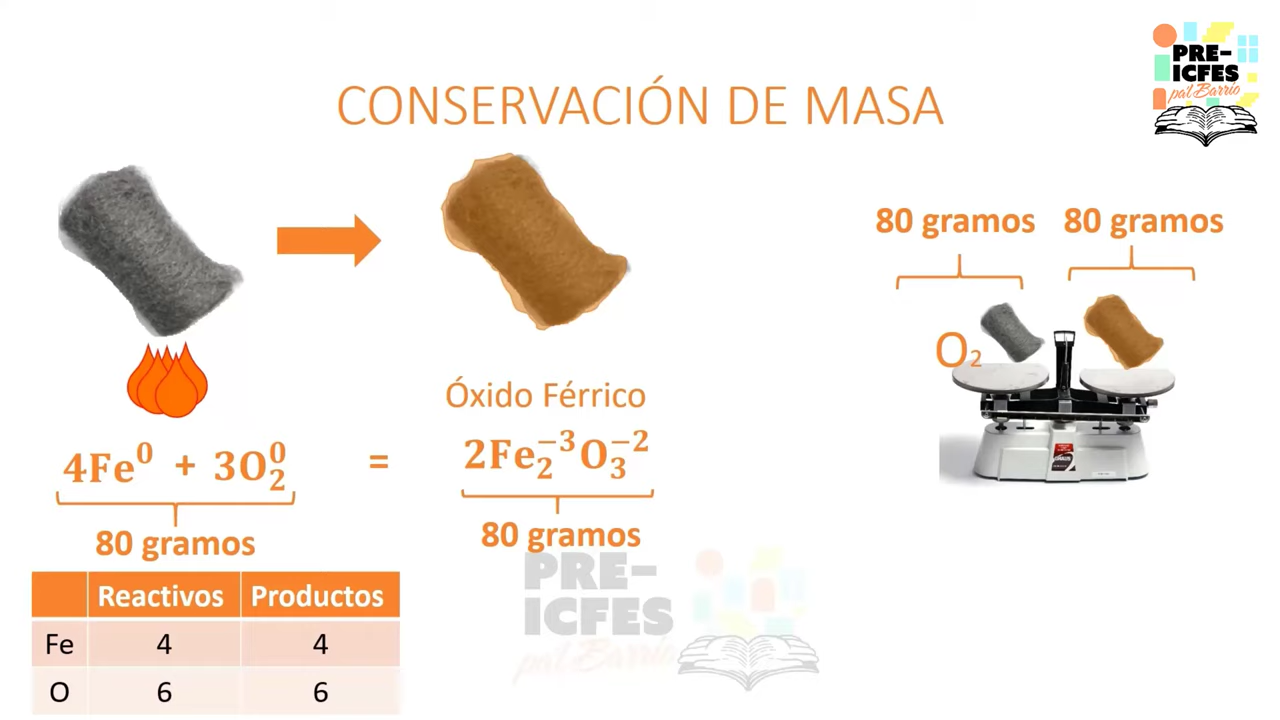 PRE-
ICFES
pa'l Barrio
CONSERVACIÓN DE MASA
80 gramos 80 gramos
O₂
Óxido Férrico
4Fe⁰ + 3O₂⁰ = 2Fe₂⁻³O₃⁻²
80 gramos 80 gramos
Reactivos Productos
Fe 4 4
O 6 6
PRE-
ICFES
pa'l Barrio